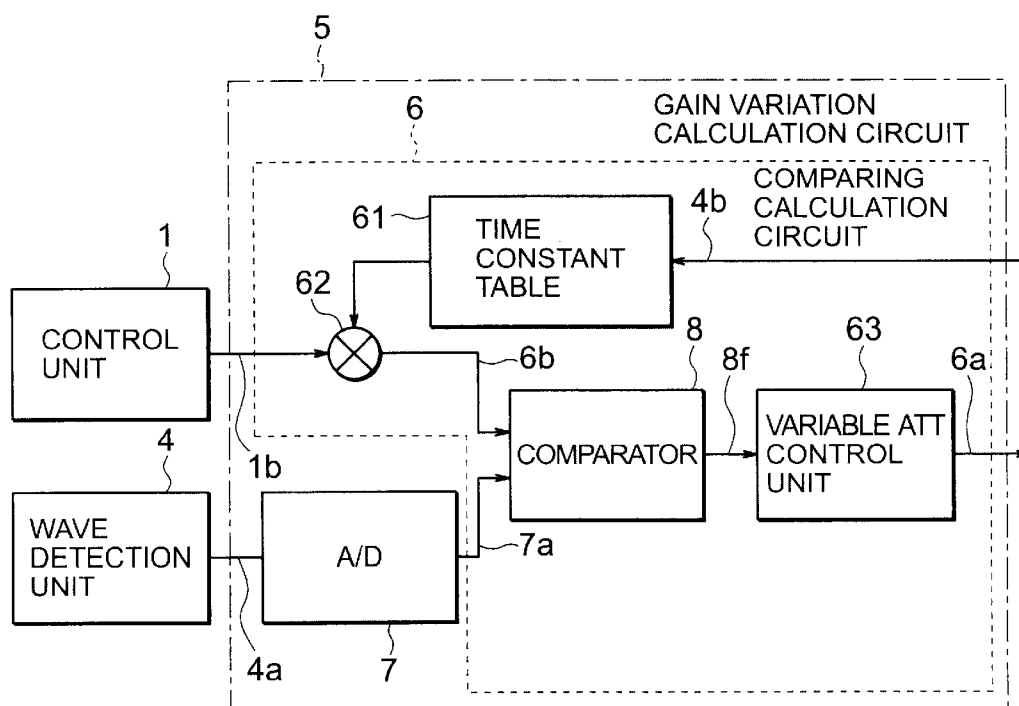 5
GAIN VARIATION
CALCULATION CIRCUIT
6
COMPARING
CALCULATION
CIRCUIT
4b
61
TIME
CONSTANT
TABLE
1
62
CONTROL
UNIT
6b
8
8f
63
6a
1b
COMPARATOR
VARIABLE ATT
CONTROL
UNIT
4
WAVE
DETECTION
UNIT
A/D
7a
4a
7